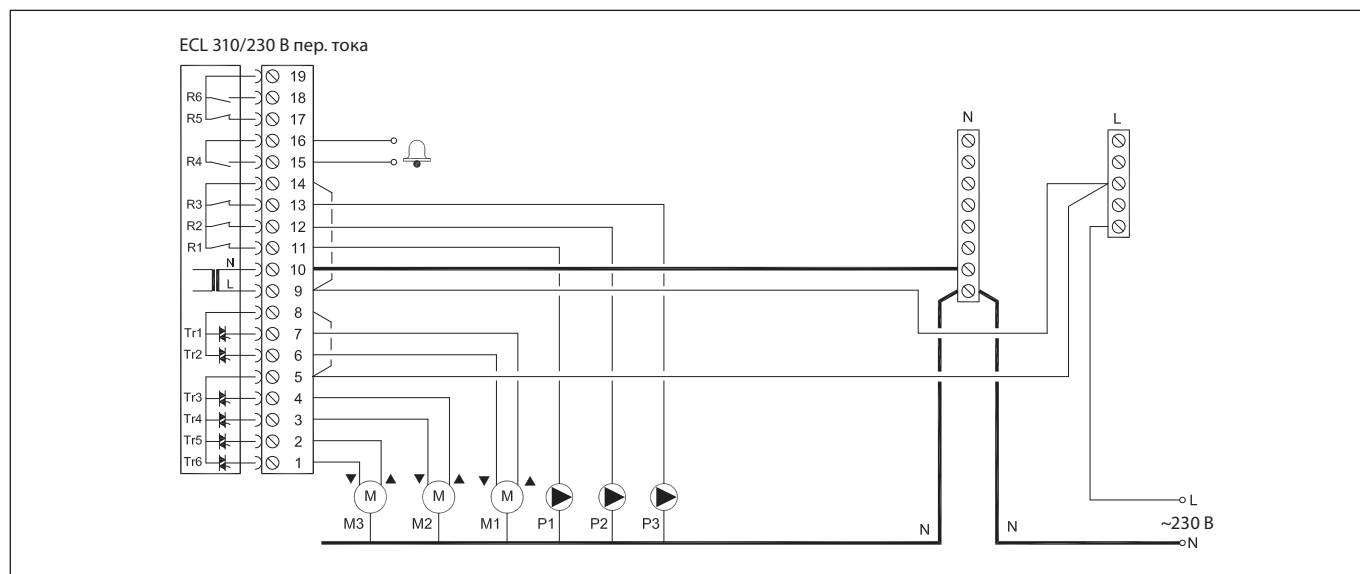 ECL 310/230 В пер. тока
19
R6 18
R5 17
16
R4 15
14
R3 13
R2 12
R1 11
N 10
L 9
8
Tr1 7
Tr2 6
5
Tr3 4
Tr4 3
Tr5 2
Tr6 1
N
L
M M M
M3 M2 M1 P1 P2 P3
N N
L
~230 В
N